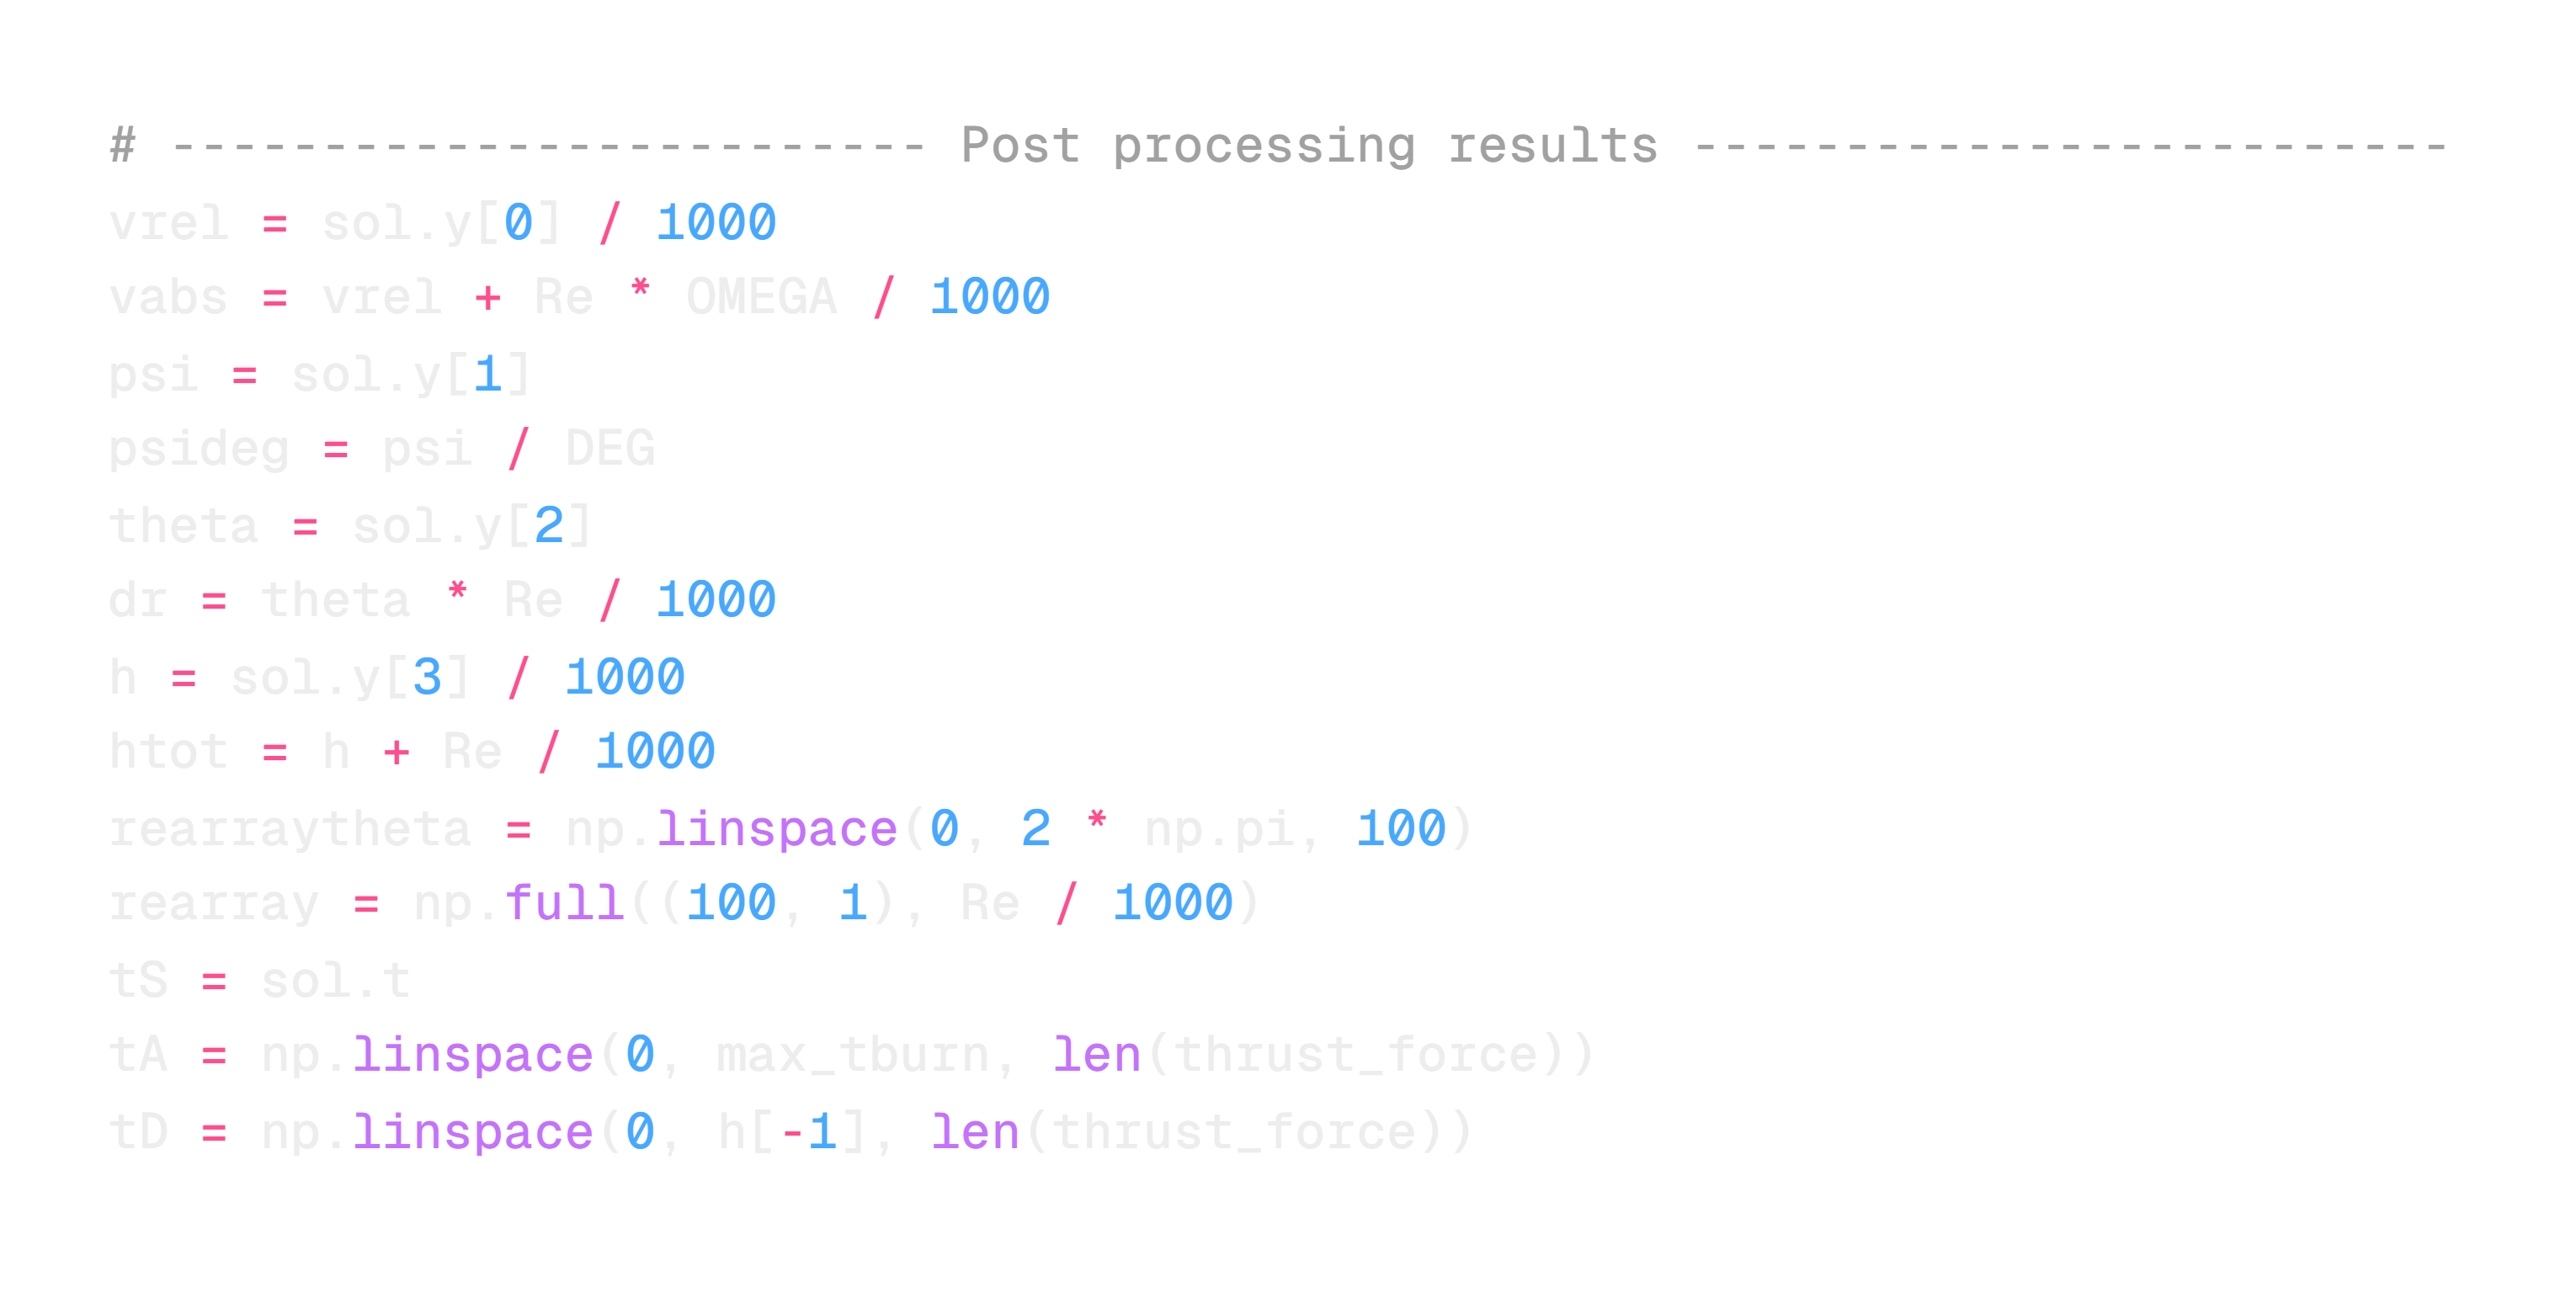 # ------------------------- Post processing results -------------------------
vrel = sol.y[0] / 1000
vabs = vrel + Re * OMEGA / 1000
psi = sol.y[1]
psideg = psi / DEG
theta = sol.y[2]
dr = theta * Re / 1000
h = sol.y[3] / 1000
htot = h + Re / 1000
rearraytheta = np.linspace(0, 2 * np.pi, 100)
rearray = np.full((100, 1), Re / 1000)
tS = sol.t
tA = np.linspace(0, max_tburn, len(thrust_force))
tD = np.linspace(0, h[-1], len(thrust_force))